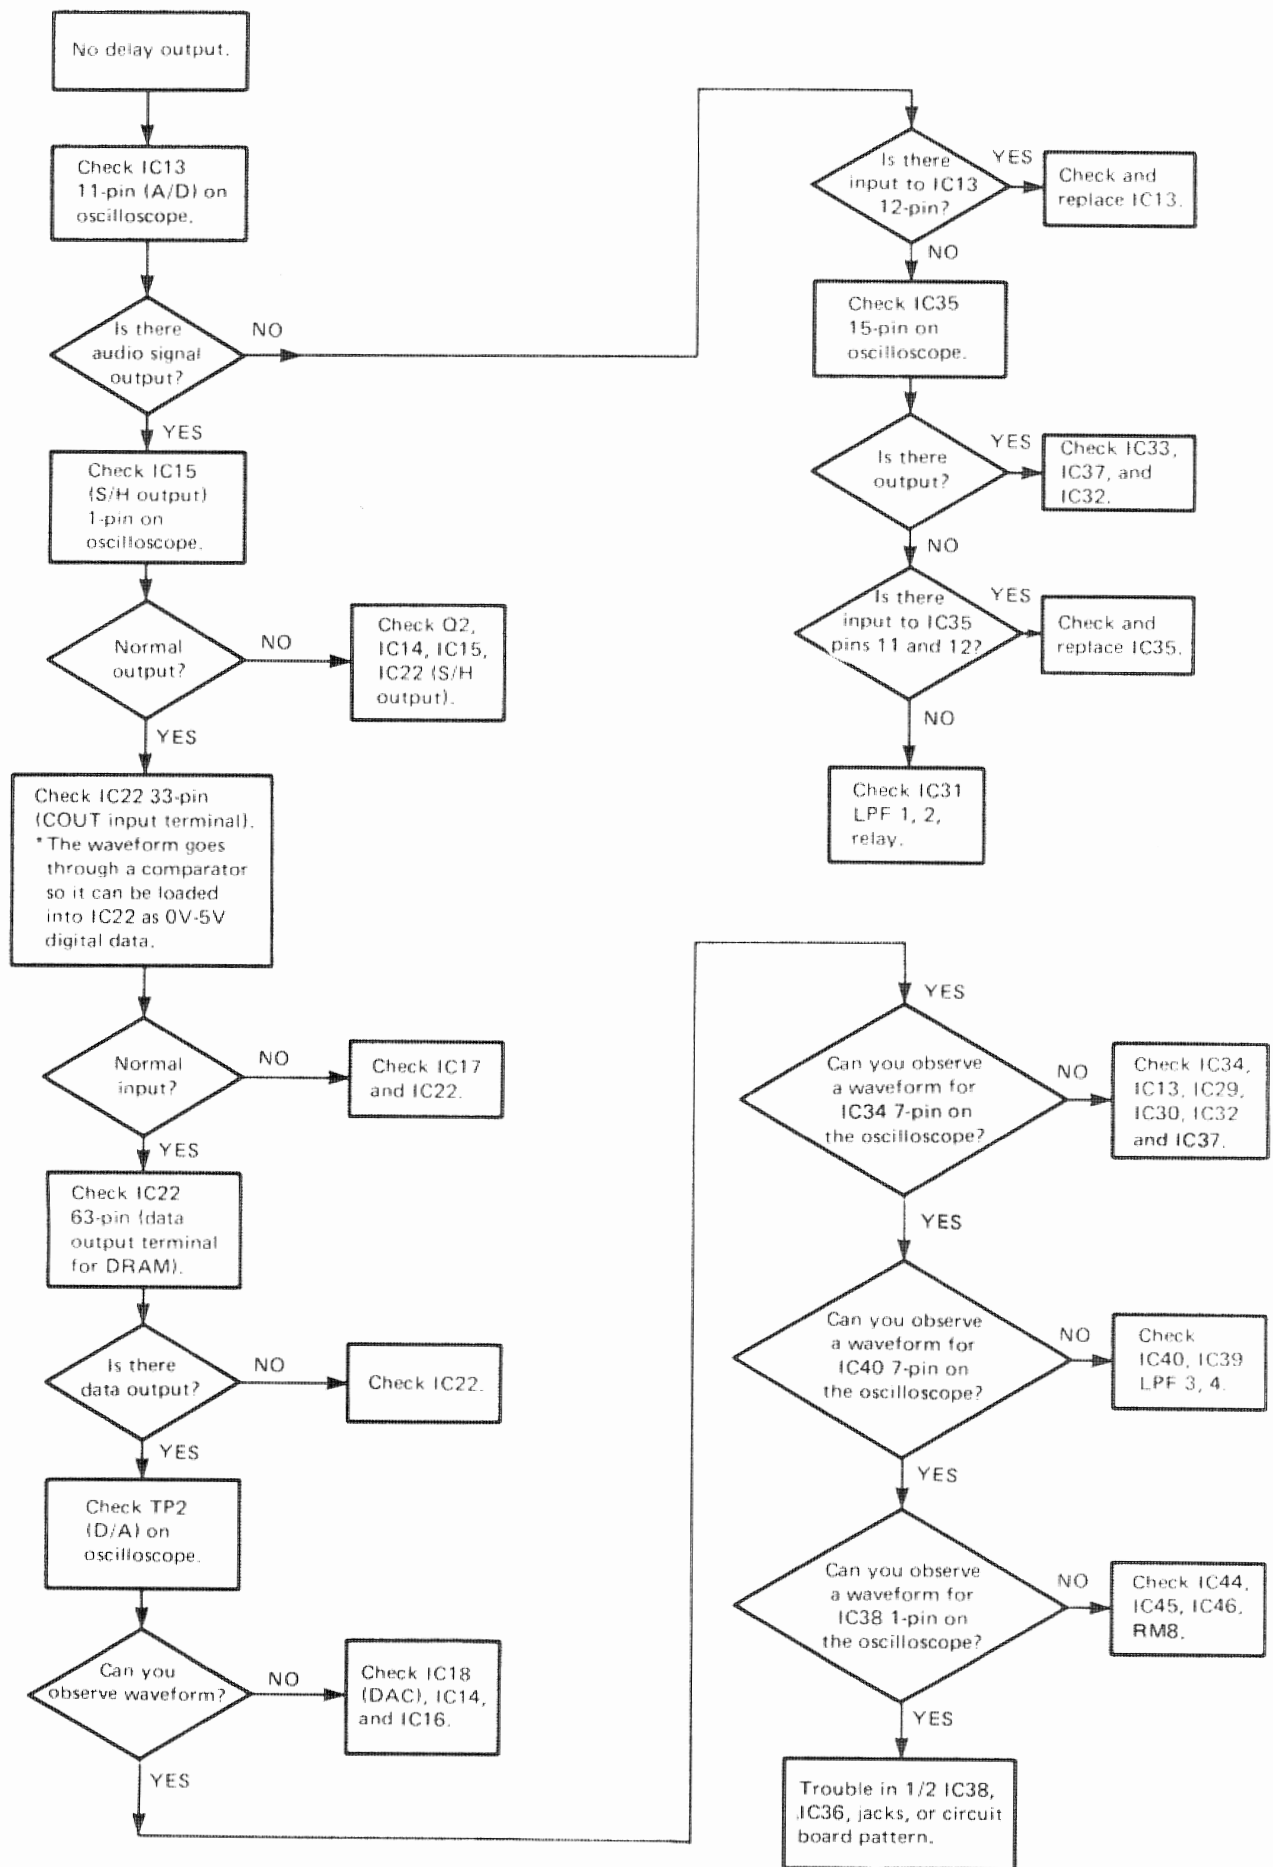 No delay output.
Check IC13
11-pin (A/D) on
oscilloscope.
Is there
audio signal
output?
NO
YES
Check IC15
(S/H output)
1-pin on
oscilloscope.
Normal
output?
NO
Check Q2,
IC14, IC15,
IC22 (S/H
output).
YES
Check IC22 33-pin
(COUT input terminal).
* The waveform goes
through a comparator
so it can be loaded
into IC22 as 0V-5V
digital data.
Normal
input?
NO
Check IC17
and IC22.
YES
Check IC22
63-pin (data
output terminal
for DRAM).
Is there
data output?
NO
Check IC22.
YES
Check TP2
(D/A) on
oscilloscope.
Can you
observe waveform?
NO
Check IC18
(DAC), IC14,
and IC16.
YES
Is there
input to IC13
12-pin?
YES
Check and
replace IC13.
NO
Check IC35
15-pin on
oscilloscope.
Is there
output?
YES
Check IC33,
IC37, and
IC32.
NO
Is there
input to IC35
pins 11 and 12?
YES
Check and
replace IC35.
NO
Check IC31
LPF 1, 2,
relay.
YES
Can you observe
a waveform for
IC34 7-pin on
the oscilloscope?
NO
Check IC34,
IC13, IC29,
IC30, IC32
and IC37.
YES
Can you observe
a waveform for
IC40 7-pin on
the oscilloscope?
NO
Check
IC40, IC39
LPF 3, 4.
YES
Can you observe
a waveform for
IC38 1-pin on
the oscilloscope?
NO
Check IC44,
IC45, IC46,
RM8.
YES
Trouble in 1/2 IC38,
IC36, jacks, or circuit
board pattern.